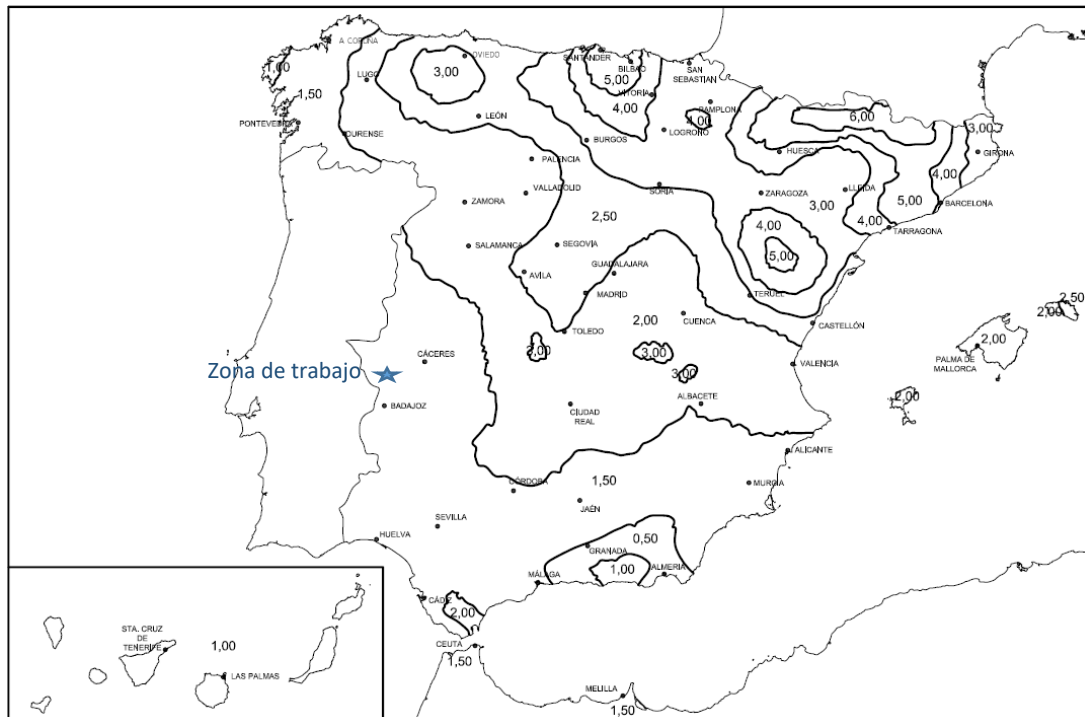 A CORUÑA
OVIEDO
SANTANDER
BILBAO
SAN
SEBASTIAN
1,00
LUGO
3,00
5,00
VITORIA
1,50
4,00
PAMPLONA
PONTEVEDRA
LEÓN
4,00
6,00
OURENSE
BURGOS
LOGROÑO
3,00
HUESCA
GIRONA
PALENCIA
4,00
VALLADOLID
SORIA
ZARAGOZA
LLEIDA
ZAMORA
3,00
5,00
BARCELONA
2,50
4,00
4,00
TARRAGONA
SALAMANCA
SEGOVIA
5,00
GUADALAJARA
AVILA
MADRID
TERUEL
2,50
2,00
TOLEDO
2,00
CUENCA
CASTELLÓN
3,00
3,00
2,00
CÁCERES
VALENCIA
PALMA DE
MALLORCA
Zona de trabajo
3,00
BADAJOZ
CIUDAD
REAL
ALBACETE
2,00
ALICANTE
CÓRDOBA
1,50
MURCIA
JAÉN
SEVILLA
HUELVA
0,50
GRANADA
MÁLAGA
1,00
ALMERIA
CÁDIZ
2,00
CEUTA
1,50
STA. CRUZ
DE
TENERIFE
1,00
LAS PALMAS
MELILLA
1,50